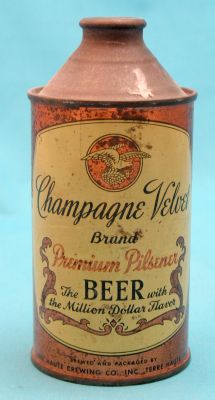 Champagne Velvet
Brand
Premium Pilsener
The BEER with
the Million Dollar Flavor
BREWED AND PACKAGED BY
HAUTE BREWING CO., INC., TERRE HAUTE